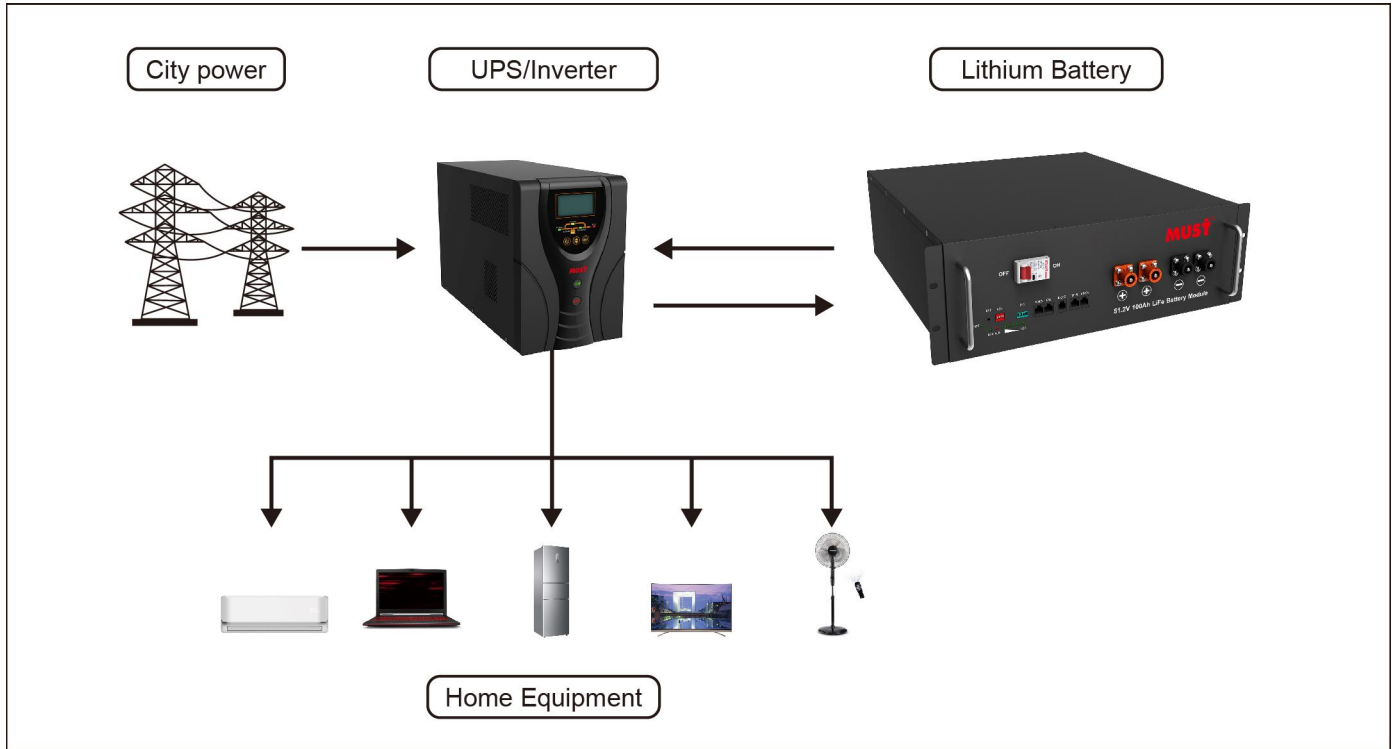 City power
UPS/Inverter
Lithium Battery
MUST
MUST
OFF
ON
51.2V 100Ah LiFe Battery Module
Home Equipment